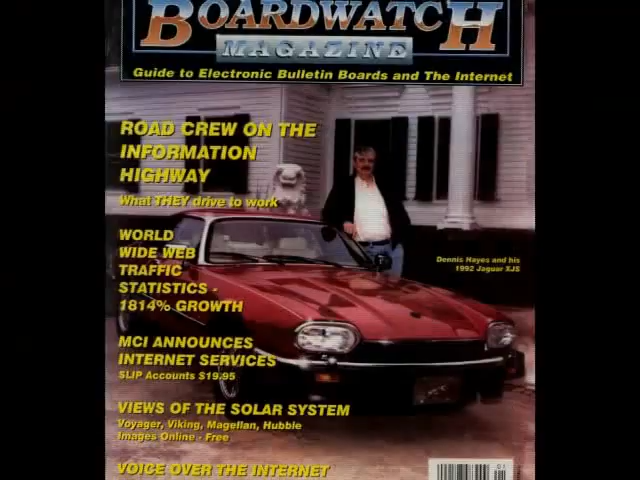 BOARDWATCH
MAGAZINE
Guide to Electronic Bulletin Boards and The Internet
ROAD CREW ON THE
INFORMATION
HIGHWAY
What THEY drive to work
WORLD
WIDE WEB
TRAFFIC
STATISTICS -
1814% GROWTH
Dennis Hayes and his
1992 Jaguar XJS
MCI ANNOUNCES
INTERNET SERVICES
SLIP Accounts $19.95
VIEWS OF THE SOLAR SYSTEM
Voyager, Viking, Magellan, Hubble
Images Online - Free
VOICE OVER THE INTERNET